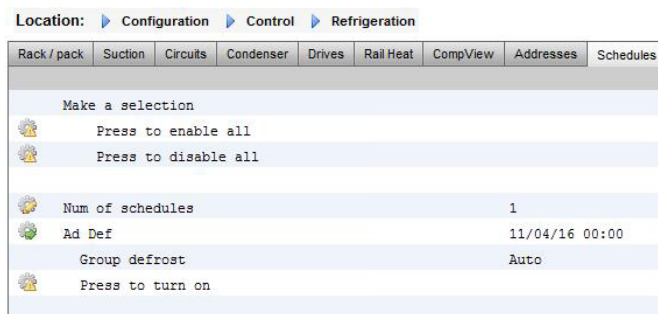 Location: Configuration Control Refrigeration
Rack / pack Suction Circuits Condenser Drives Rail Heat CompView Addresses Schedules
Make a selection
Press to enable all
Press to disable all
Num of schedules 1
Ad Def 11/04/16 00:00
Group defrost Auto
Press to turn on